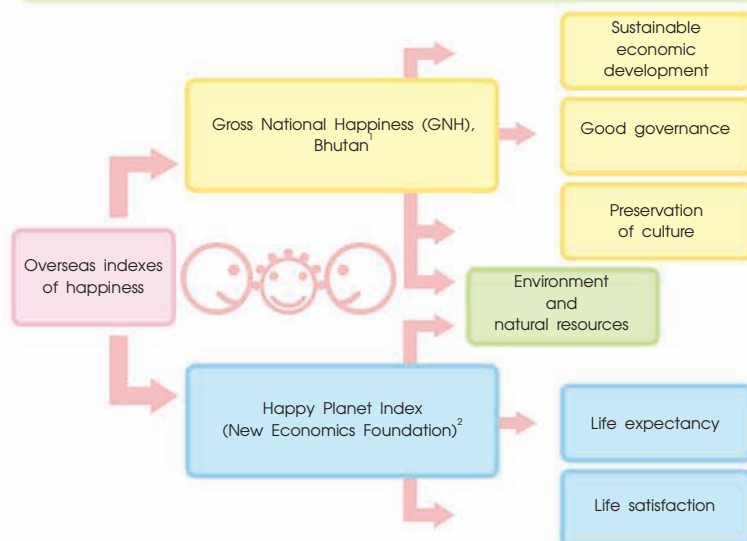 Sustainable
economic
development
Gross National Happiness (GNH),
Bhutan1
Good governance
Preservation
of culture
Overseas indexes
of happiness
Environment
and
natural resources
Happy Planet Index
(New Economics Foundation)2
Life expectancy
Life satisfaction